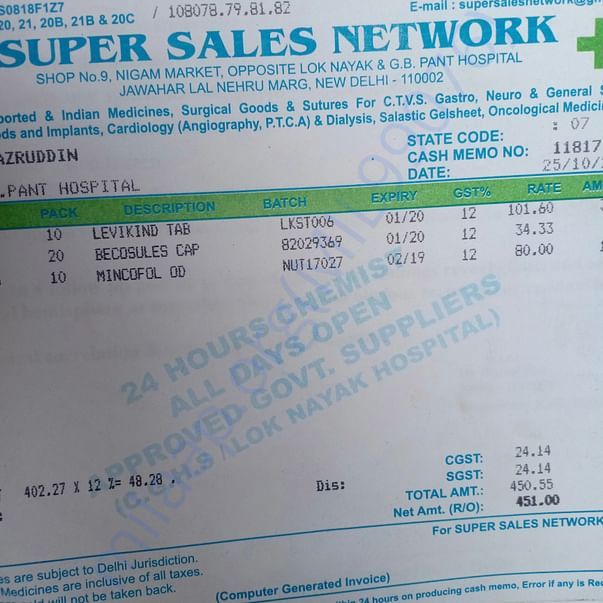 S0818F1Z7
20, 21, 20B, 21B & 20C / 108078.79.81.82
E-mail : supersalesnetwork@gm
SUPER SALES NETWORK
SHOP No.9, NIGAM MARKET, OPPOSITE LOK NAYAK & G.B. PANT HOSPITAL
JAWAHAR LAL NEHRU MARG, NEW DELHI - 110002
ported & Indian Medicines, Surgical Goods & Sutures For C.T.V.S. Gastro, Neuro & General S
ds and Implants, Cardiology (Angiography, P.T.C.A) & Dialysis, Salastic Gelsheet, Oncological Medicin
AZRUDDIN
STATE CODE: : 07
CASH MEMO NO: 11817
DATE: 25/10/
.PANT HOSPITAL
PACK DESCRIPTION BATCH EXPIRY GST% RATE AM
10 LEVIKIND TAB LKST006 01/20 12 101.60
20 BECOSULES CAP 82029369 01/20 12 34.33
10 MINCOFOL OD NUT17027 02/19 12 80.00
24 HOURS CHEMIST
ALL DAYS OPEN
APPROVED GOVT. SUPPLIERS
(C.G.H.S /LOK NAYAK HOSPITAL)
402.27 X 12 %= 48.28 .
Dis:
CGST: 24.14
SGST: 24.14
TOTAL AMT.: 450.55
Net Amt. (R/O): 451.00
For SUPER SALES NETWORK
es are subject to Delhi Jurisdiction.
Medicines are inclusive of all taxes.
will not be taken back.
(Computer Generated Invoice)
24 hours on producing cash memo, Error if any is Rec